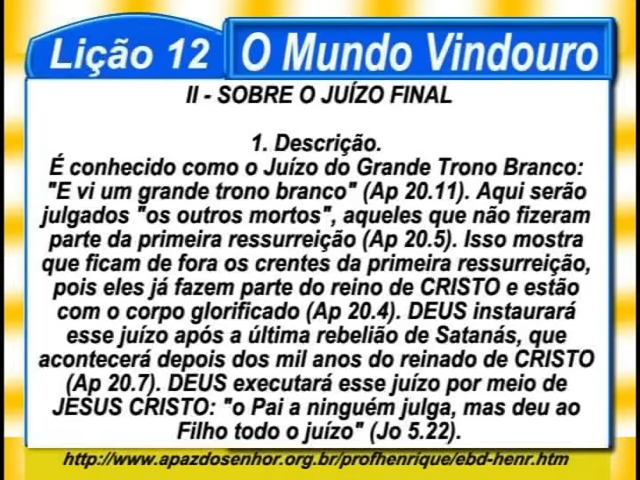 Lição 12
O Mundo Vindouro
II - SOBRE O JUÍZO FINAL
1. Descrição.
É conhecido como o Juízo do Grande Trono Branco:
"E vi um grande trono branco" (Ap 20.11). Aqui serão
julgados "os outros mortos", aqueles que não fizeram
parte da primeira ressurreição (Ap 20.5). Isso mostra
que ficam de fora os crentes da primeira ressurreição,
pois eles já fazem parte do reino de CRISTO e estão
com o corpo glorificado (Ap 20.4). DEUS instaurará
esse juízo após a última rebelião de Satanás, que
acontecerá depois dos mil anos do reinado de CRISTO
(Ap 20.7). DEUS executará esse juízo por meio de
JESUS CRISTO: "o Pai a ninguém julga, mas deu ao
Filho todo o juízo" (Jo 5.22).
http://www.apazdosenhor.org.br/profhenrique/ebd-henr.htm